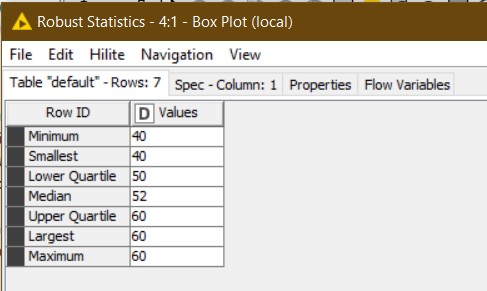 Robust Statistics - 4:1 - Box Plot (local)
File Edit Hilite Navigation View
Table "default" - Rows: 7 Spec - Column: 1 Properties Flow Variables
Row ID D Values
Minimum 40
Smallest 40
Lower Quartile 50
Median 52
Upper Quartile 60
Largest 60
Maximum 60